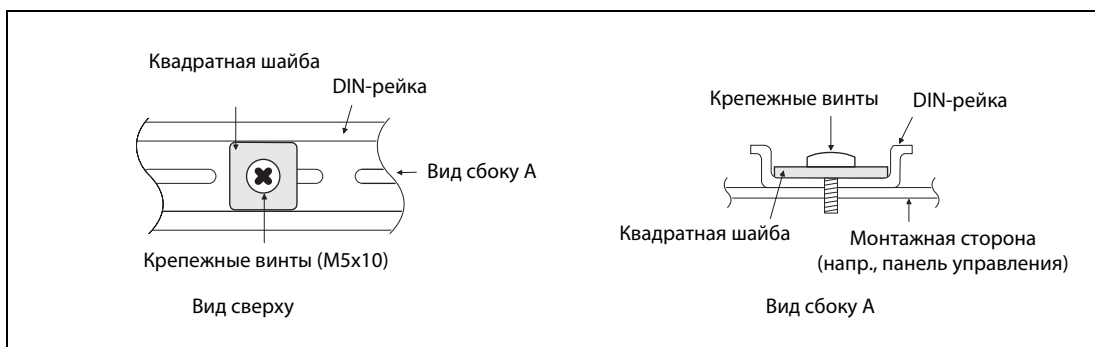 Квадратная шайба
DIN-рейка
Вид сбоку A
Крепежные винты (M5x10)
Вид сверху
Крепежные винты
DIN-рейка
Квадратная шайба
Монтажная сторона
(напр., панель управления)
Вид сбоку A